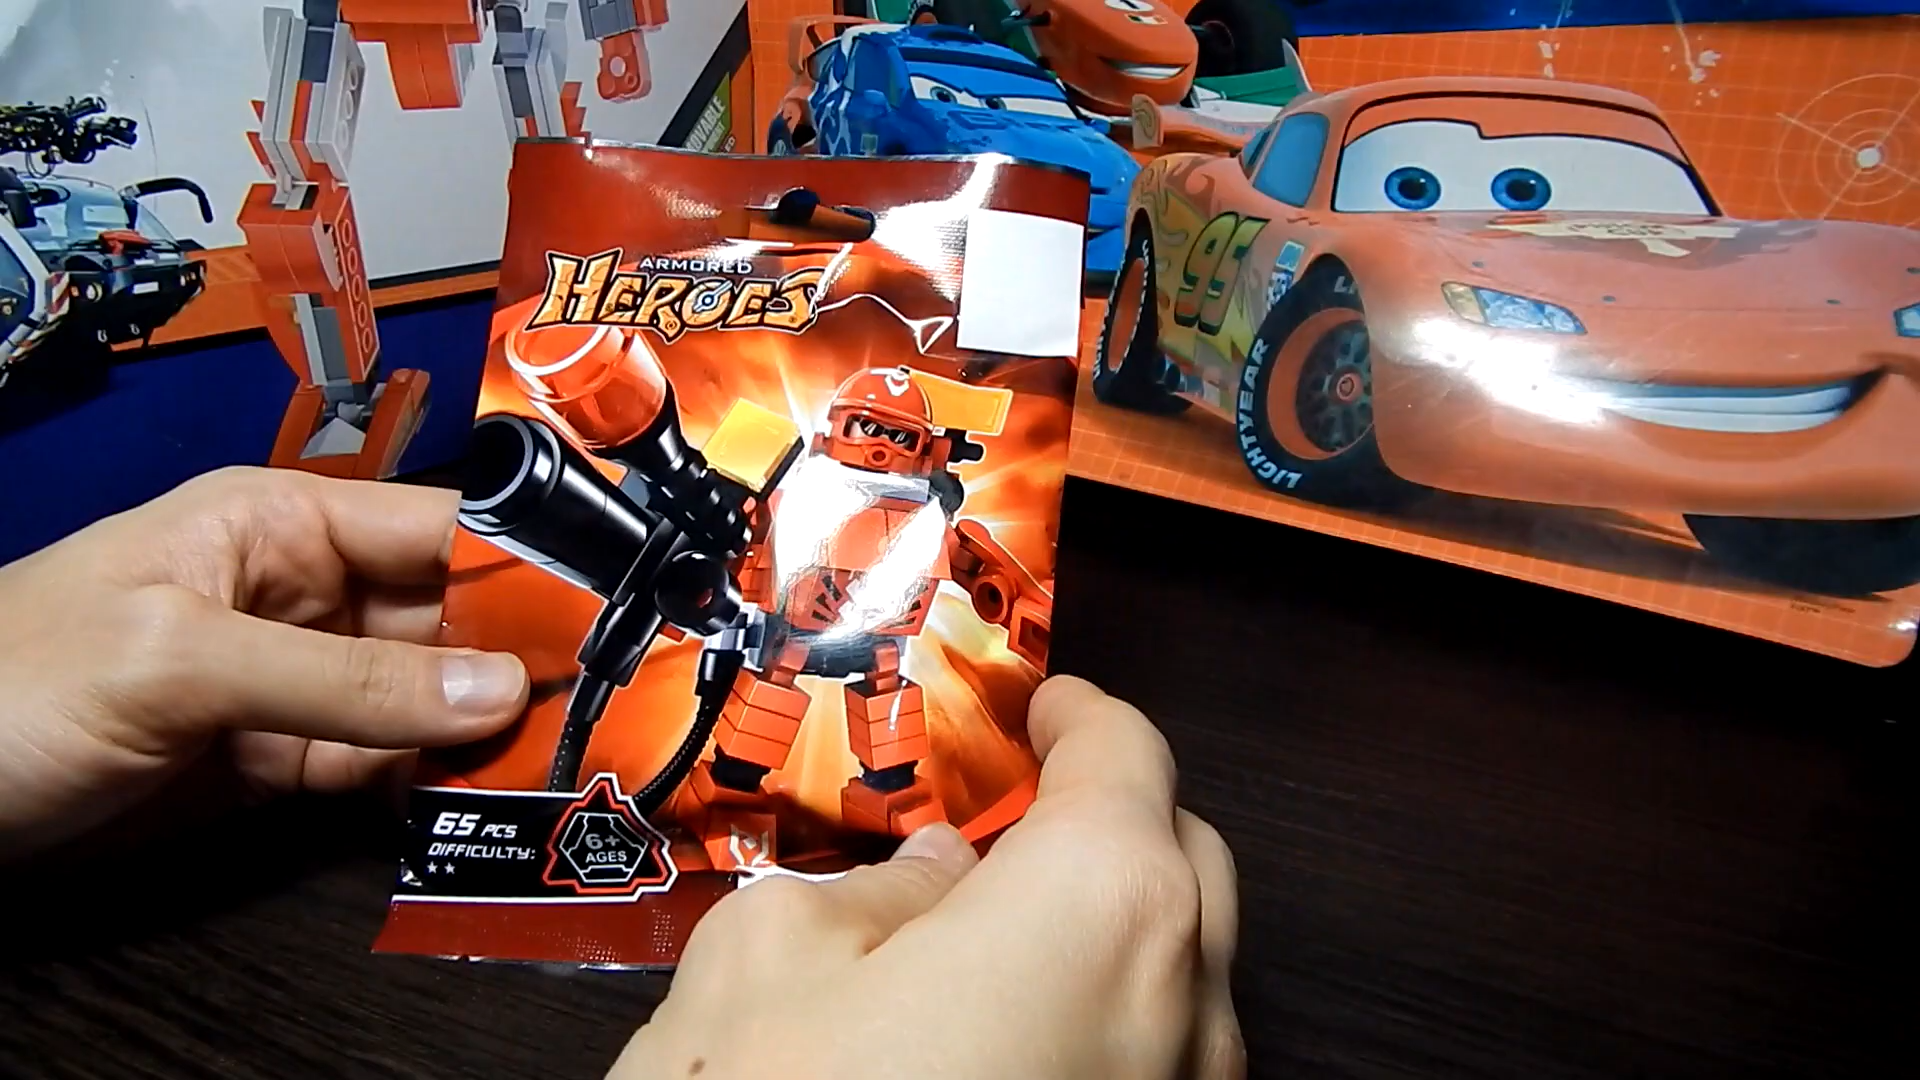 ARMORED
HEROES
65 PCS
DIFFICULTY:
6+
AGES
95
LIGHTYEAR